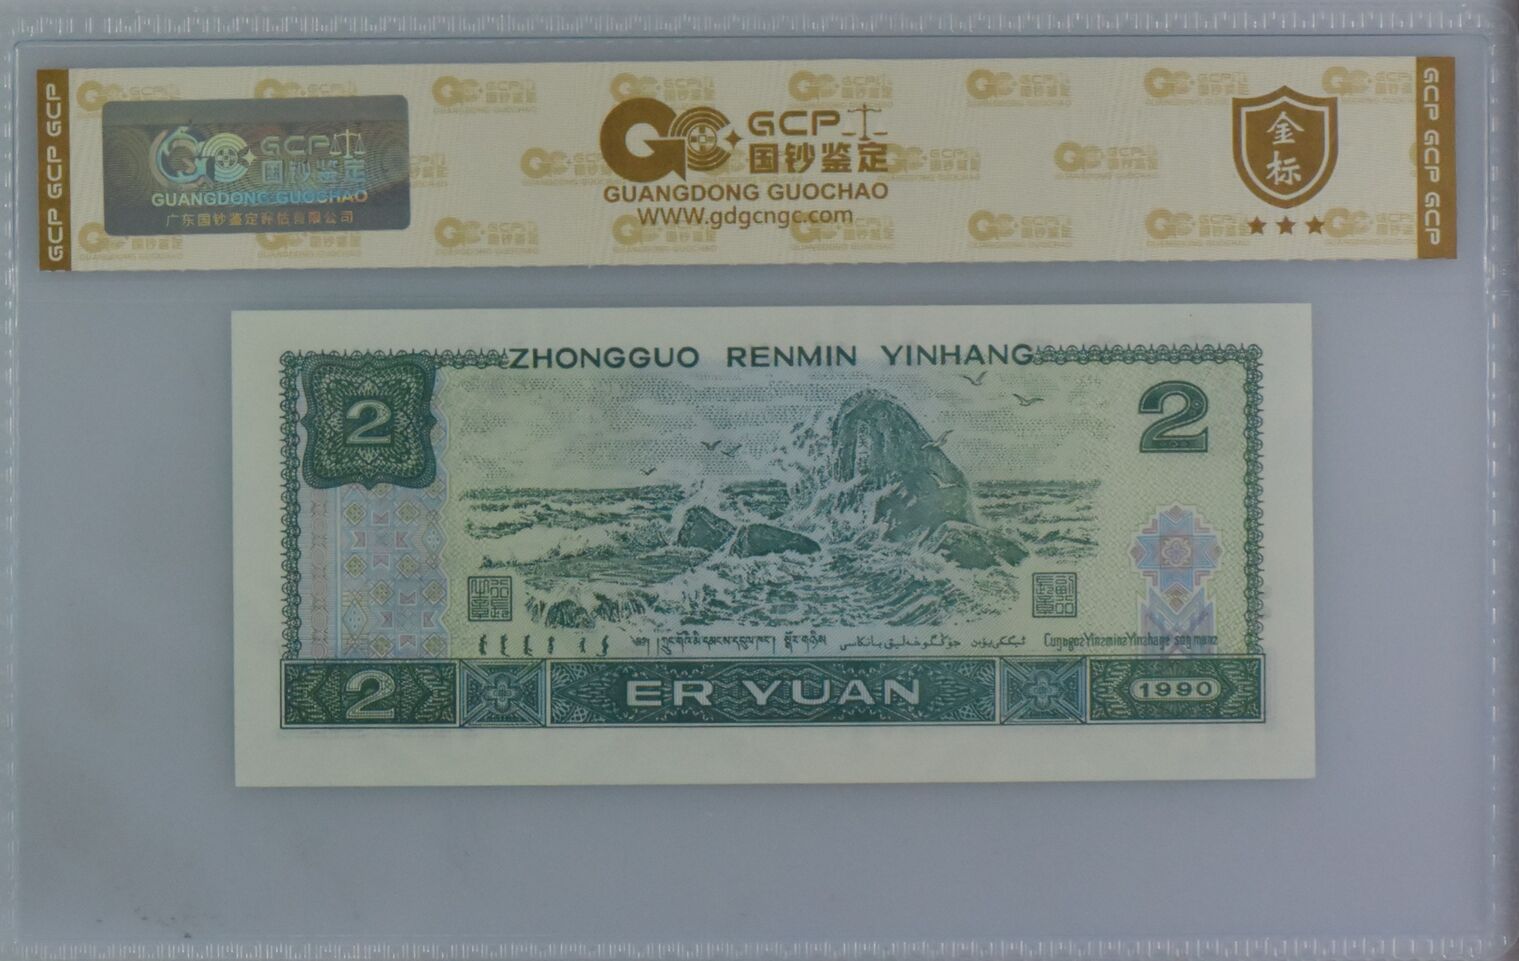 GCP GCP GCP
GCP 国钞鉴定
GUANGDONG GUOCHAO
广东国钞鉴定评估有限公司
GCP
国钞鉴定
GUANGDONG GUOCHAO
WWW.gdgcngc.com
金标
GCP GCP GCP
ZHONGGUO RENMIN YINHANG
2
2
2
ER YUAN
1990